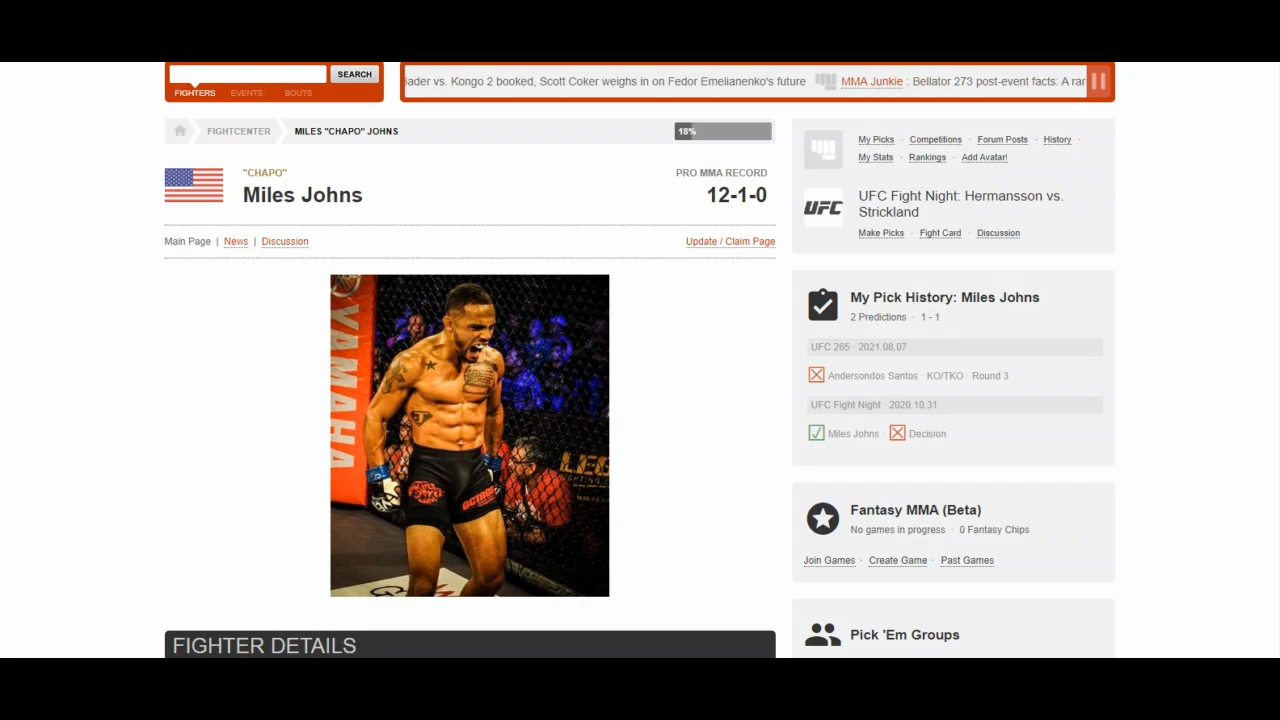 SEARCH
FIGHTERS EVENTS BOUTS
Bader vs. Kongo 2 booked, Scott Coker weighs in on Fedor Emelianenko's future MMA Junkie : Bellator 273 post-event facts: A rar
FIGHTCENTER MILES "CHAPO" JOHNS
18%
"CHAPO"
Miles Johns
PRO MMA RECORD
12-1-0
Main Page | News | Discussion
Update / Claim Page
YAMAHA
OCTAGON
FIGHTER DETAILS
My Picks · Competitions · Forum Posts · History ·
My Stats · Rankings · Add Avatar!
UFC
UFC Fight Night: Hermansson vs.
Strickland
Make Picks · Fight Card · Discussion
My Pick History: Miles Johns
2 Predictions · 1 - 1
UFC 265 · 2021.08.07
Andersondos Santos · KO/TKO · Round 3
UFC Fight Night · 2020.10.31
Miles Johns · Decision
Fantasy MMA (Beta)
No games in progress · 0 Fantasy Chips
Join Games · Create Game · Past Games
Pick 'Em Groups